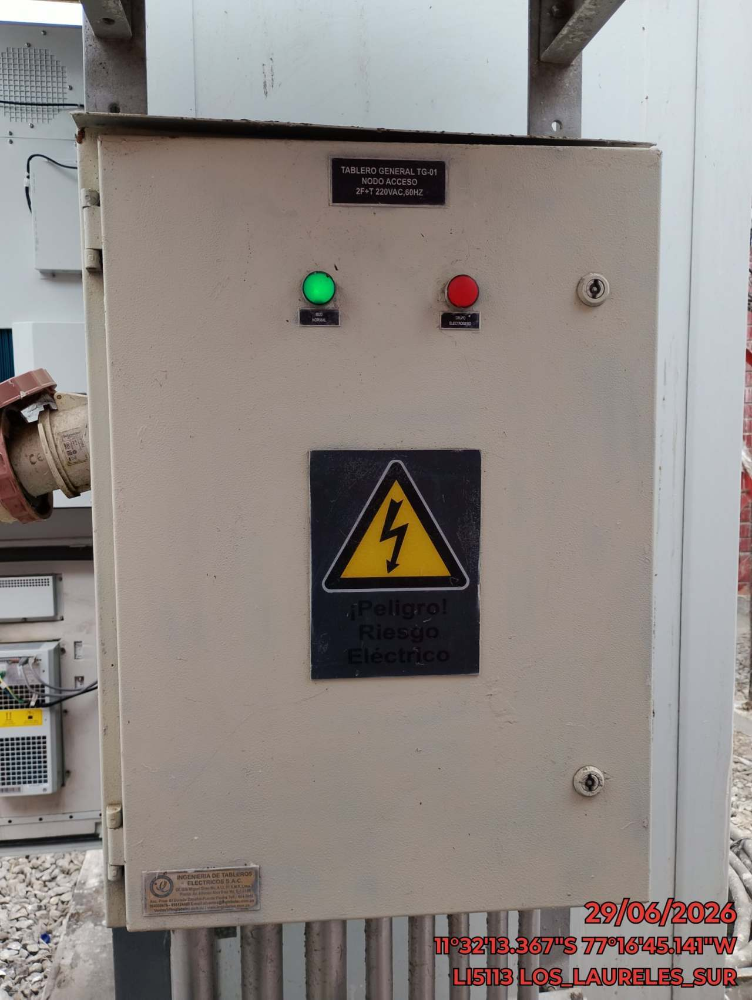 TABLERO GENERAL TG-01
NODO ACCESO
2F+T 220VAC,60HZ
RED
NORMAL
GRUPO
ELECTROGENO
¡Peligro!
Riesgo
Eléctrico
INGENIERIA DE TABLEROS
ELECTRICOS S.A.C.
29/06/2026
11°32'13.367"S 77°16'45.141"W
LI5113 LOS_LAURELES_SUR